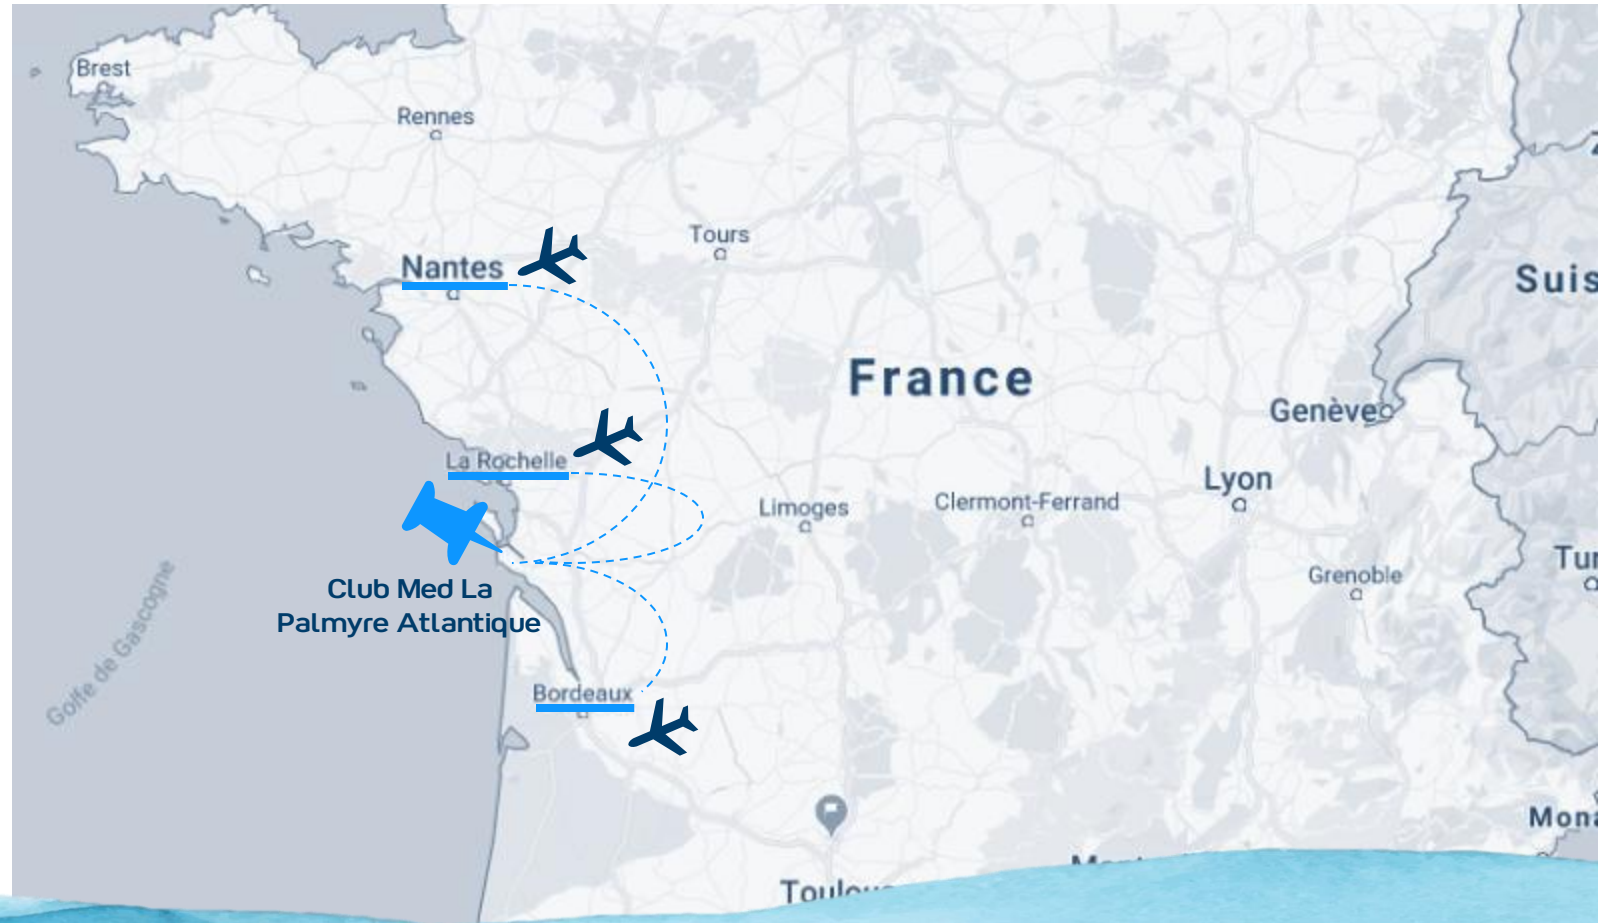 Brest
Rennes
Tours
Nantes
Suis
France
Genève
La Rochelle
Lyon
Limoges
Clermont-Ferrand
Tur
Grenoble
Club Med La
Palmyre Atlantique
Golfe de Gascogne
Bordeaux
Mona